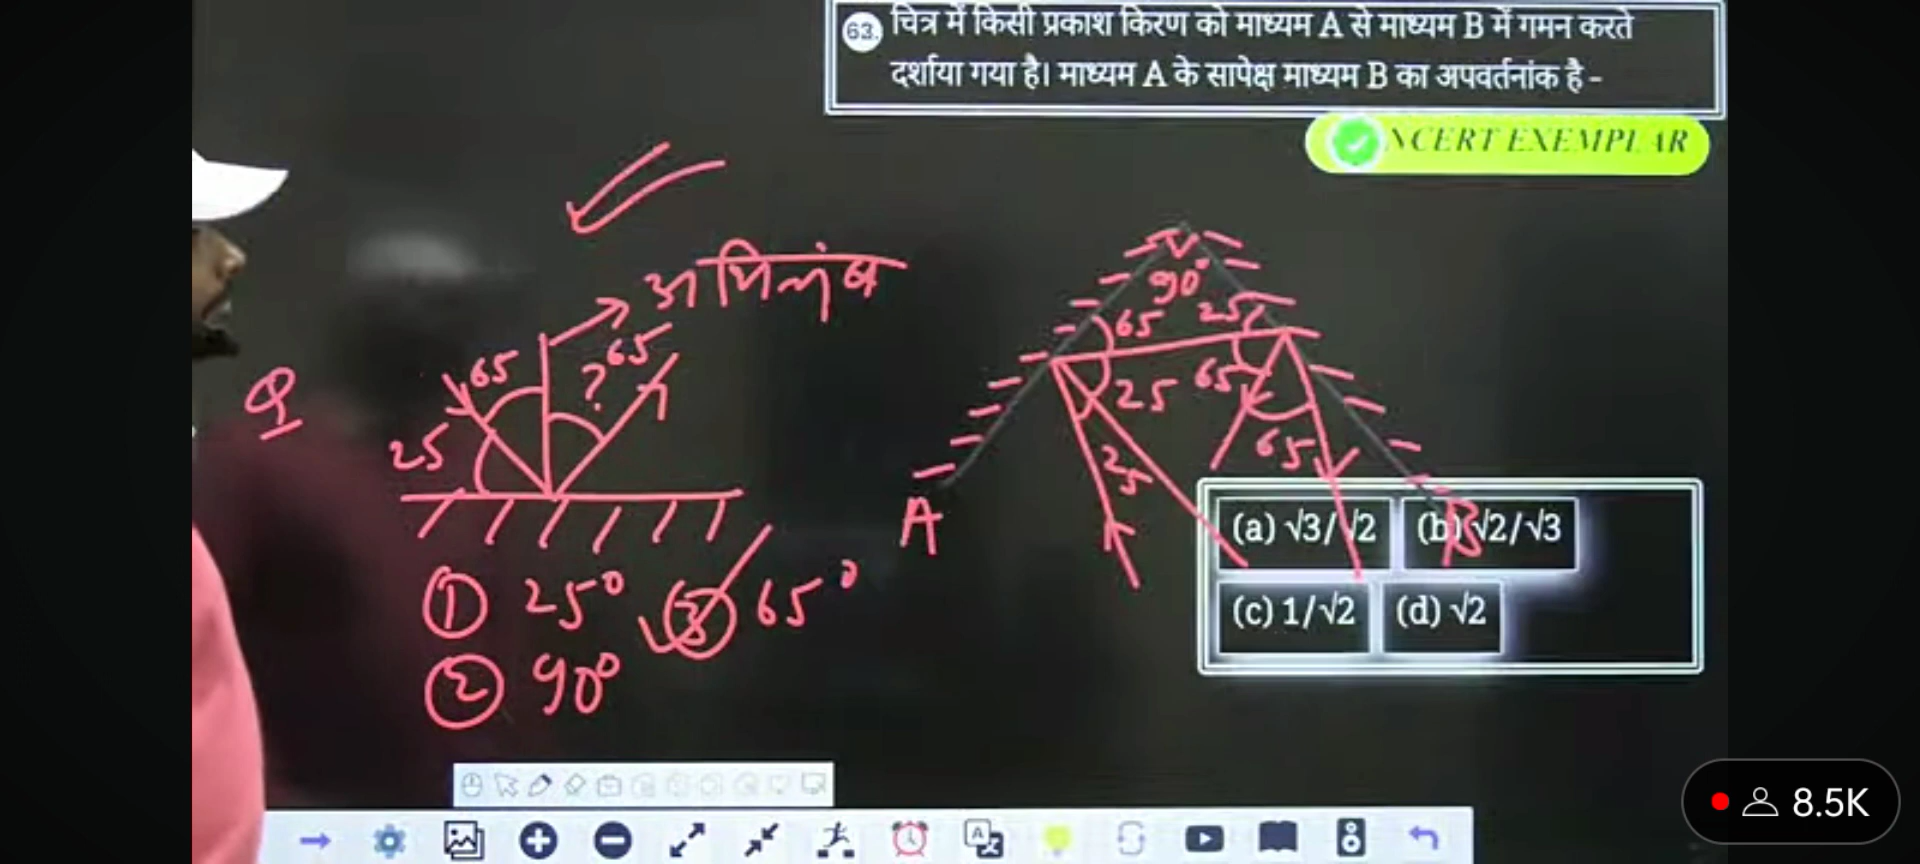 63. चित्र में किसी प्रकाश किरण को माध्यम A से माध्यम B में गमन करते
दर्शाया गया है। माध्यम A के सापेक्ष माध्यम B का अपवर्तनांक है -
NCERT EXEMPLAR
अभिलंब
Q
65
? 65
25
90°
65 25
25 65
25
65
A
B
(a) √3/√2 (b) √2/√3
(c) 1/√2 (d) √2
① 25° ③ 65°
② 90°
8.5K